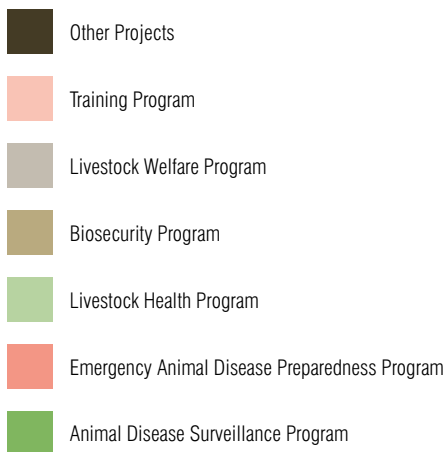 Other Projects
Training Program
Livestock Welfare Program
Biosecurity Program
Livestock Health Program
Emergency Animal Disease Preparedness Program
Animal Disease Surveillance Program